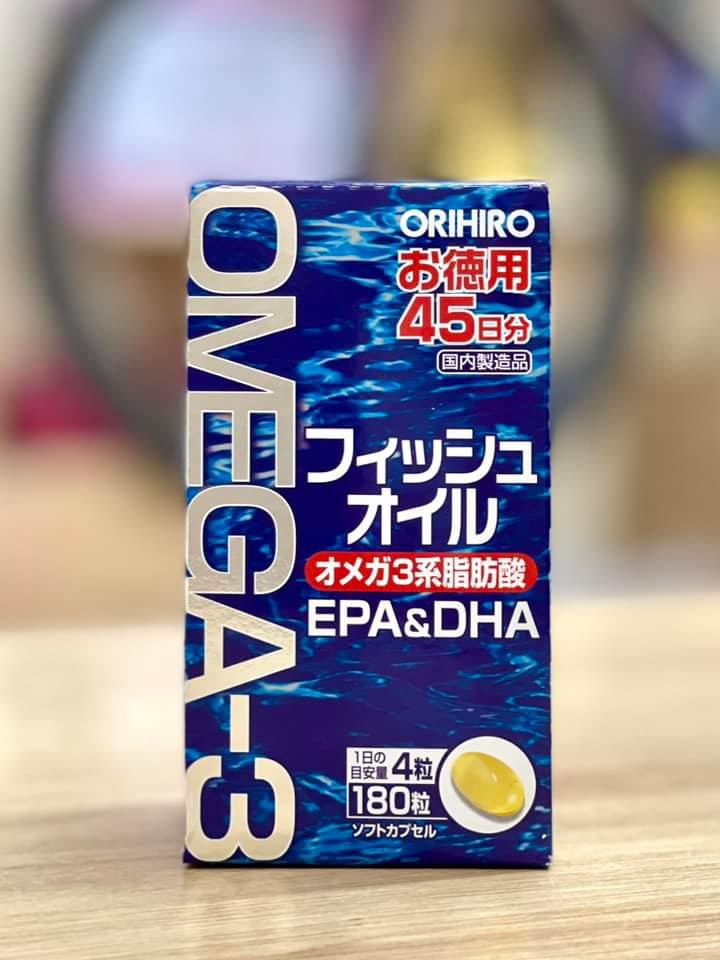 OMEGA-3
ORIHIRO
お徳用
45日分
国内製造品
フィッシュ
オイル
オメガ3系脂肪酸
EPA&DHA
1日の
目安量 4粒
180粒
ソフトカプセル